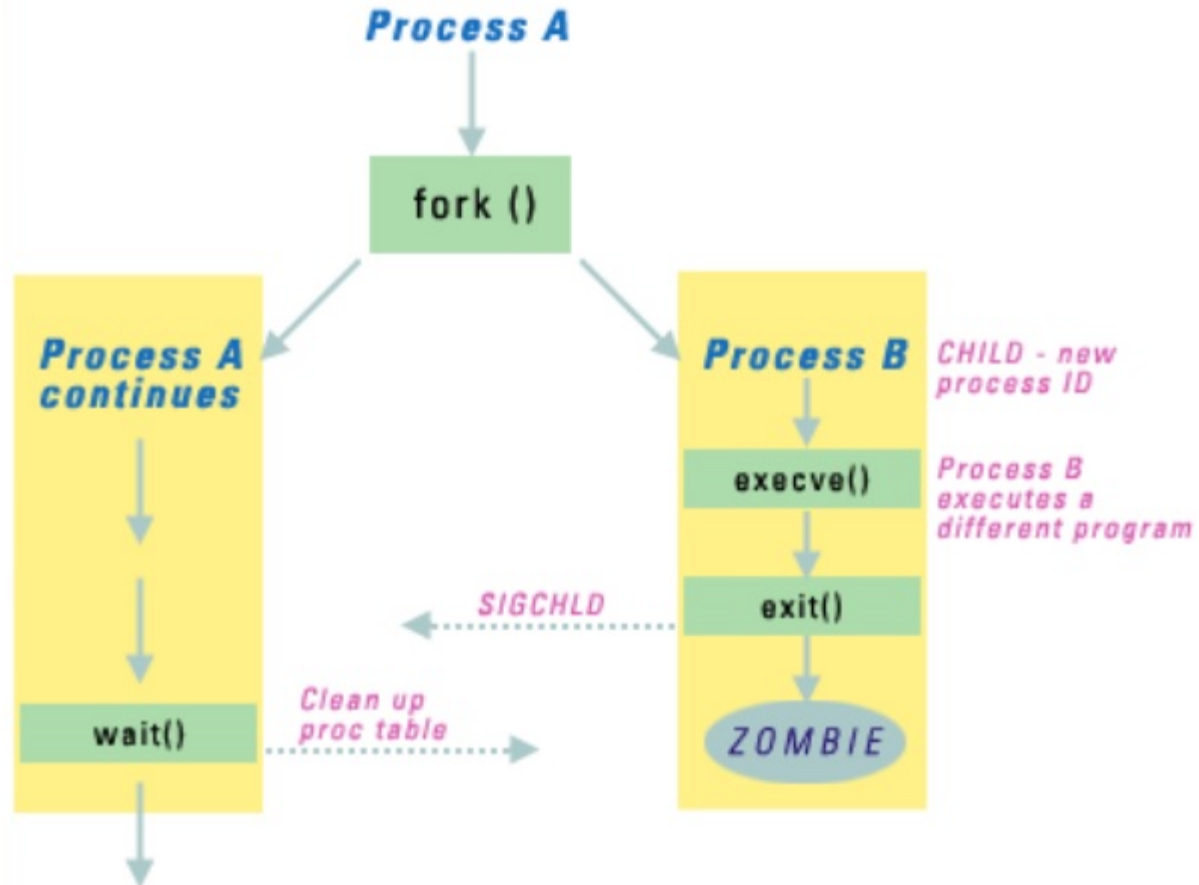 Process A
fork ()
Process A
continues
Process B
CHILD - new
process ID
execve()
Process B
executes a
different program
exit()
SIGCHLD
wait()
Clean up
proc table
ZOMBIE